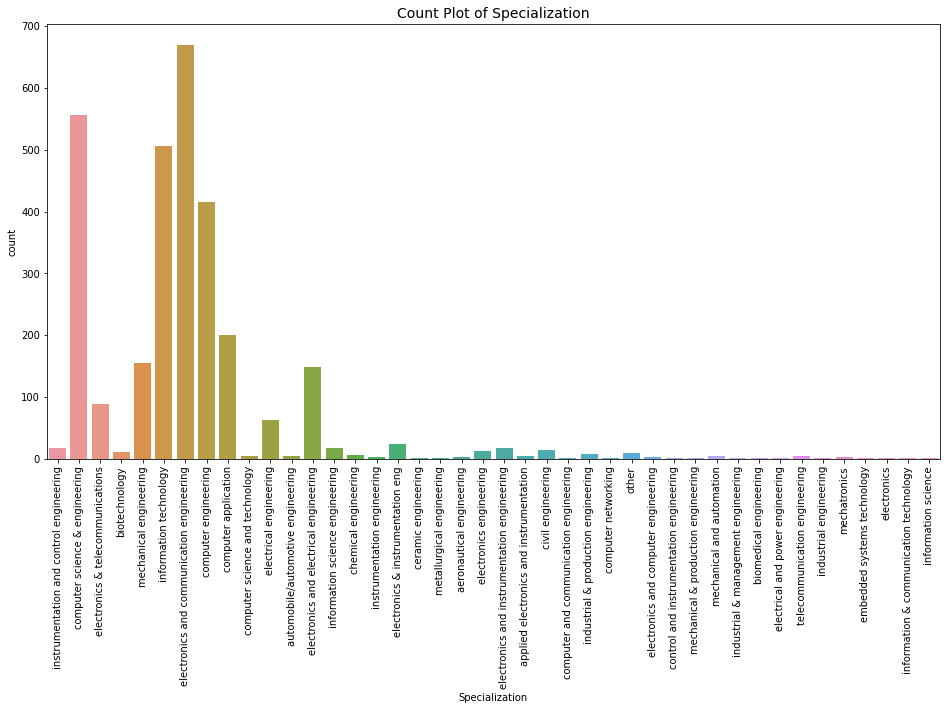 Count Plot of Specialization
700
600
500
400
300
200
100
0
count
instrumentation and control engineering
computer science & engineering
electronics & telecommunications
biotechnology
mechanical engineering
information technology
electronics and communication engineering
computer engineering
computer application
computer science and technology
electrical engineering
automobile/automotive engineering
electronics and electrical engineering
information science engineering
chemical engineering
instrumentation engineering
electronics & instrumentation eng
ceramic engineering
metallurgical engineering
aeronautical engineering
electronics engineering
electronics and instrumentation engineering
applied electronics and instrumentation
civil engineering
computer and communication engineering
industrial & production engineering
computer networking
other
electronics and computer engineering
control and instrumentation engineering
mechanical & production engineering
mechanical and automation
industrial & management engineering
biomedical engineering
electrical and power engineering
telecommunication engineering
industrial engineering
mechatronics
embedded systems technology
electronics
information & communication technology
information science
Specialization